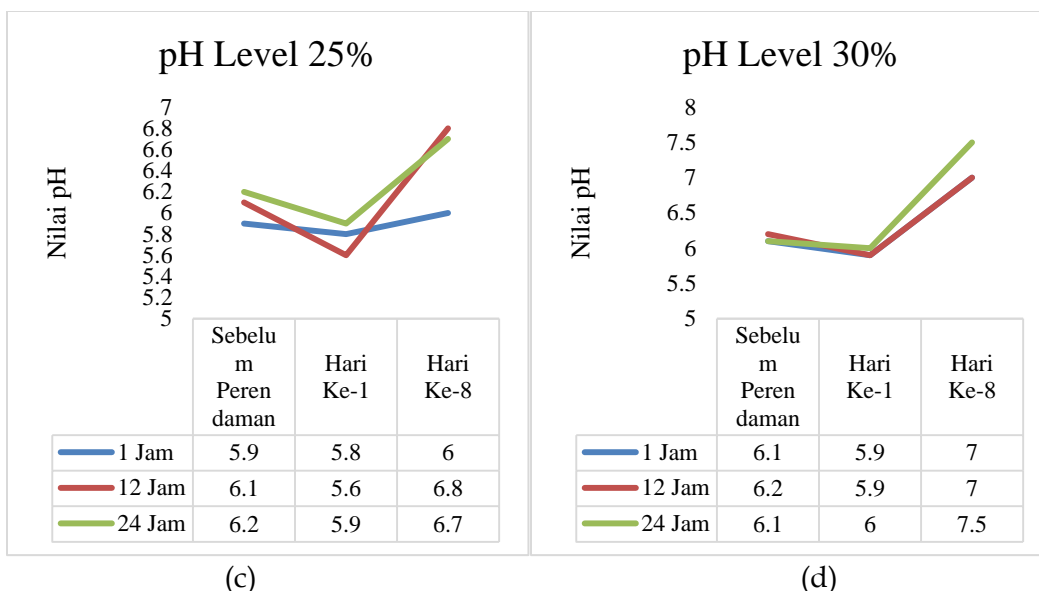 pH Level 25%
Nilai pH
7
6.8
6.6
6.4
6.2
6
5.8
5.6
5.4
5.2
5
Sebelu
m
Peren
daman
Hari
Ke-1
Hari
Ke-8
1 Jam 5.9 5.8 6
12 Jam 6.1 5.6 6.8
24 Jam 6.2 5.9 6.7
(c)
pH Level 30%
Nilai pH
8
7.5
7
6.5
6
5.5
5
Sebelu
m
Peren
daman
Hari
Ke-1
Hari
Ke-8
1 Jam 6.1 5.9 7
12 Jam 6.2 5.9 7
24 Jam 6.1 6 7.5
(d)